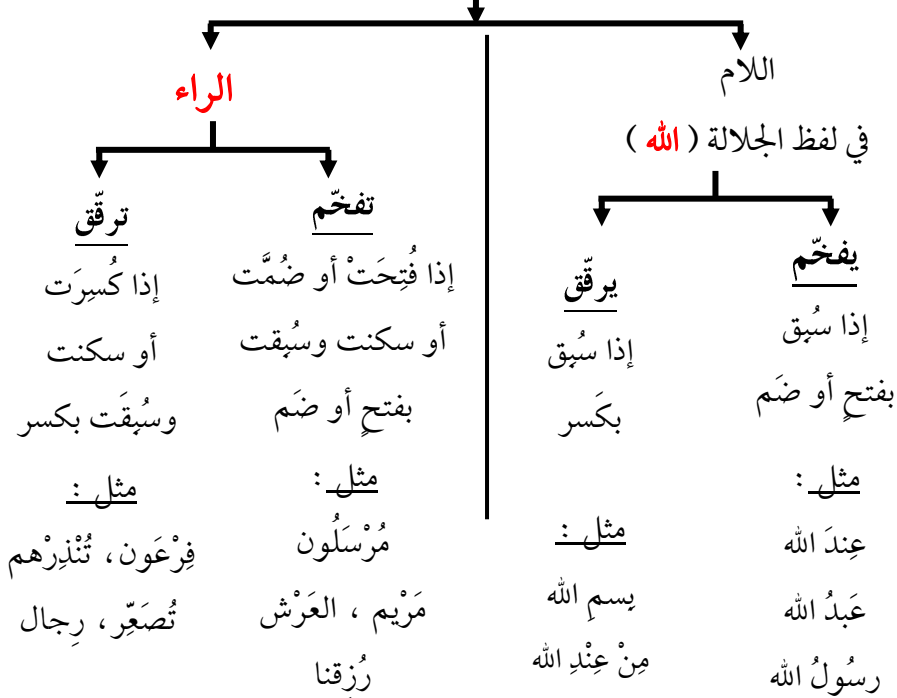 اللام
في لفظ الجلالة ( الله )
يفخّم
إذا سُبِق
بفتحٍ أو ضَم
مثل :
عِندَ الله
عَبدُ الله
رسُولُ الله
يرقّق
إذا سُبِق
بكَسر
مثل :
بِسمِ الله
مِنْ عِنْدِ الله
الراء
تفخّم
إذا فُتِحَتْ أو ضُمَّت
أو سكنت وسُبِقت
بفتحٍ أو ضَم
مثل :
مُرْسَلُون
مَرْيم ، العَرْش
رُزِقنا
ترقّق
إذا كُسِرَت
أو سكنت
وسُبِقَت بكسر
مثل :
فِرْعَون، تُنْذِرْهم
تُصَعِّر، رِجال